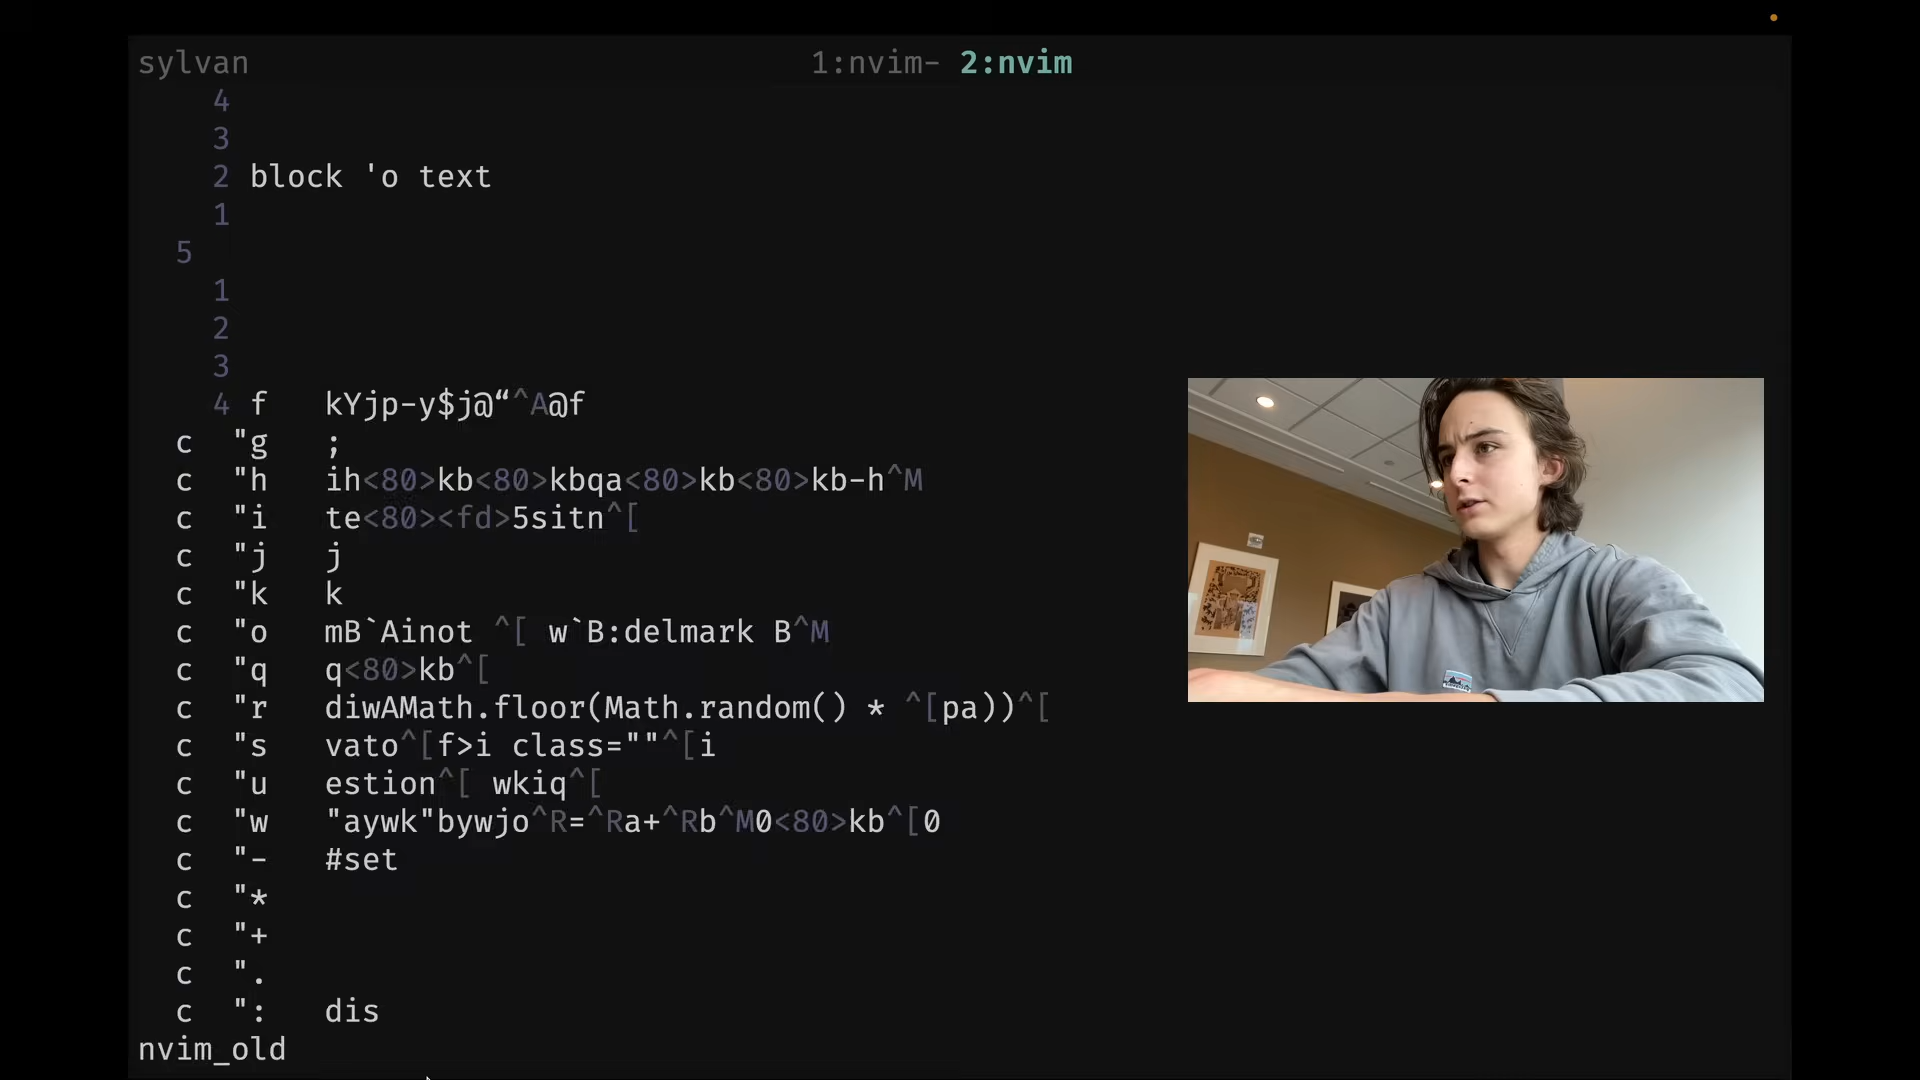 sylvan 1:nvim- 2:nvim
4
3
2 block 'o text
1
5
1
2
3
4 f kYjp-y$j@“^A@f
c "g ;
c "h ih<80>kb<80>kbqa<80>kb<80>kb-h^M
c "i te<80><fd>5sitn^[
c "j j
c "k k
c "o mB`Ainot ^[ w`B:delmark B^M
c "q q<80>kb^[
c "r diwAMath.floor(Math.random() * ^[pa))^[
c "s vato^[f>i class=""^[i
c "u estion^[ wkiq^[
c "w "aywk"bywjo^R=^Ra+^Rb^M0<80>kb^[0
c "- #set
c "*
c "+
c ".
c ": dis
nvim_old